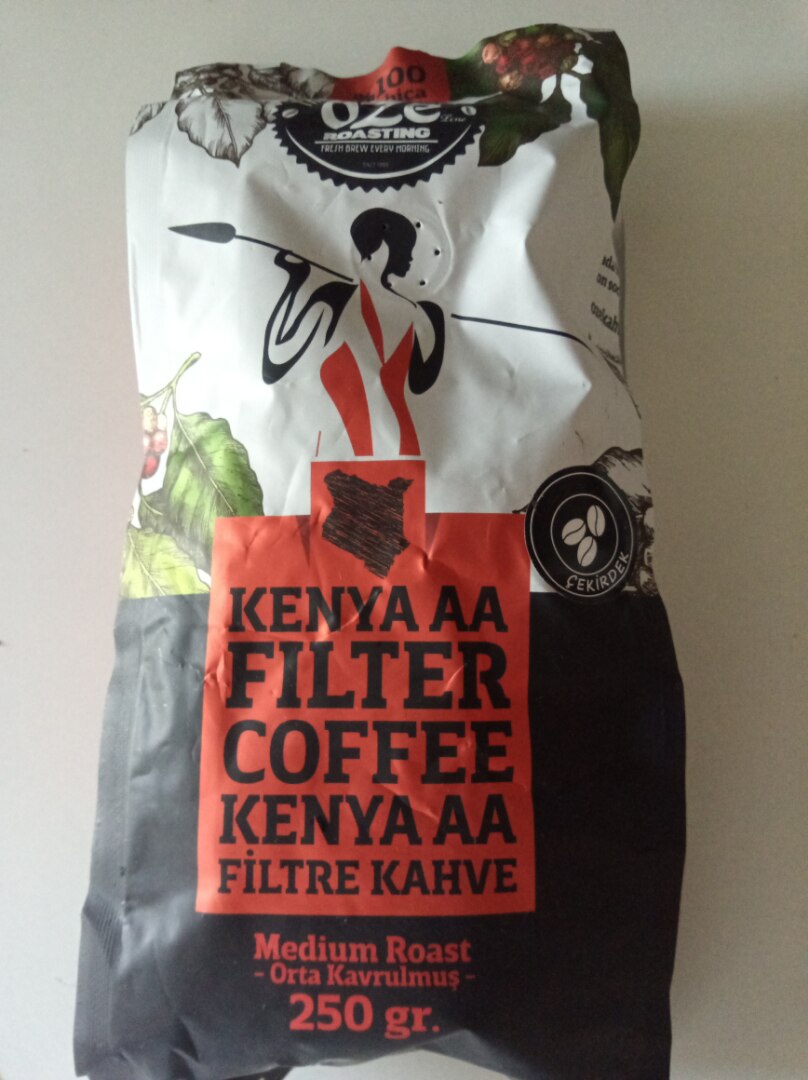 100
öze
ROASTING
FRESH BREW EVERY MORNING
ÇEKİRDEK
KENYA AA
FILTER
COFFEE
KENYA AA
FİLTRE KAHVE
Medium Roast
- Orta Kavrulmuş -
250 gr.